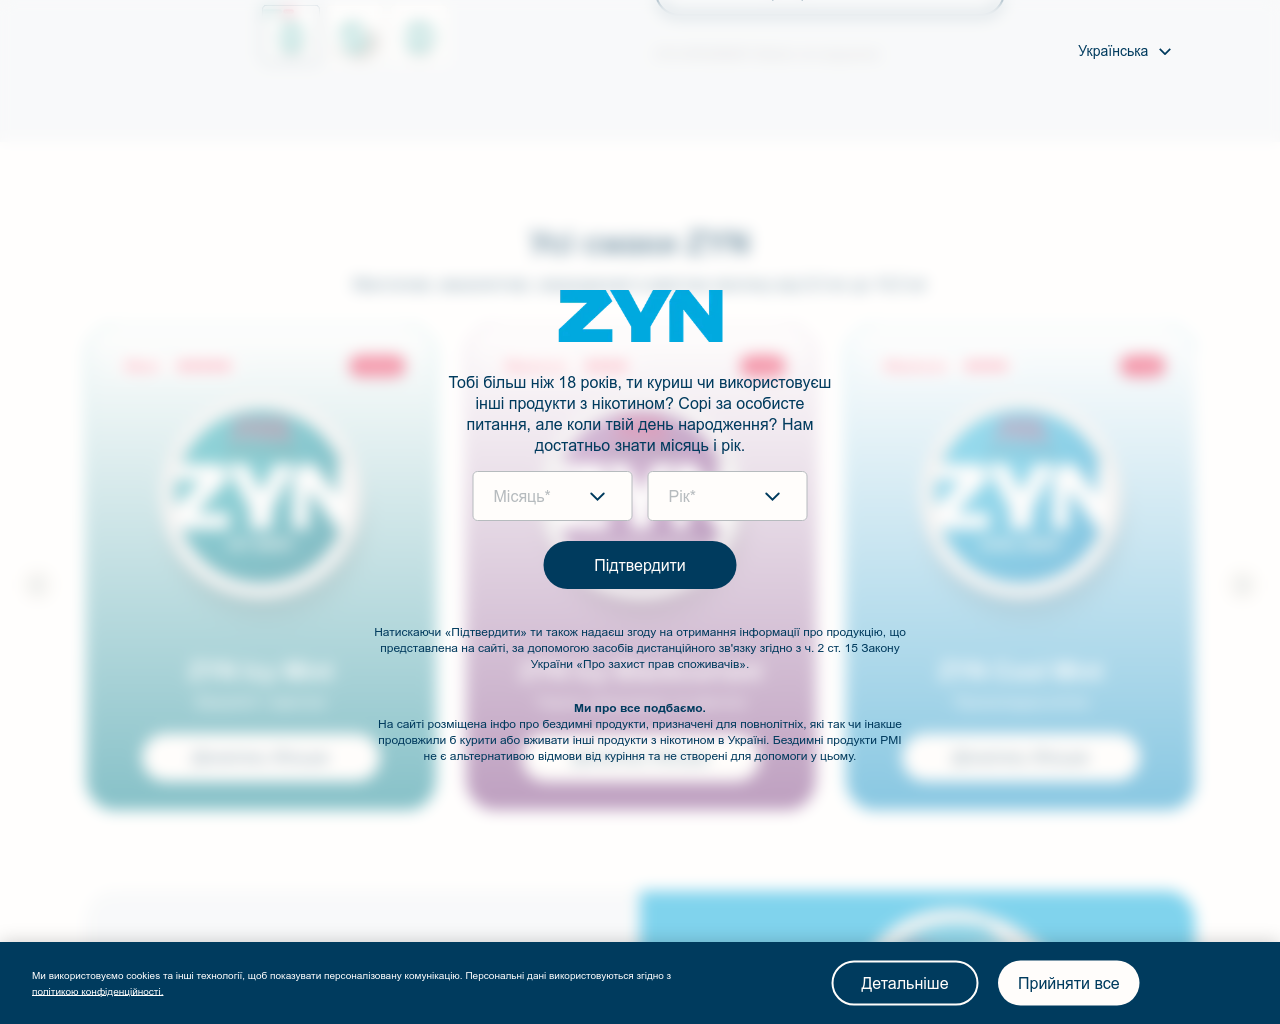 Українська
Усі смаки ZYN
ZYN
Тобі більш ніж 18 років, ти куриш чи використовуєш
інші продукти з нікотином? Сорі за особисте
питання, але коли твій день народження? Нам
достатньо знати місяць і рік.
Місяць*
Рік*
Підтвердити
Натискаючи «Підтвердити» ти також надаєш згоду на отримання інформації про продукцію, що
представлена на сайті, за допомогою засобів дистанційного зв'язку згідно з ч. 2 ст. 15 Закону
України «Про захист прав споживачів».
Ми про все подбаємо.
На сайті розміщена інфо про бездимні продукти, призначені для повнолітніх, які так чи інакше
продовжили б курити або вживати інші продукти з нікотином в Україні. Бездимні продукти РМІ
не є альтернативою відмови від куріння та не створені для допомоги у цьому.
Ми використовуємо cookies та інші технології, щоб показувати персоналізовану комунікацію. Персональні дані використовуються згідно з
політикою конфіденційності.
Детальніше
Прийняти все